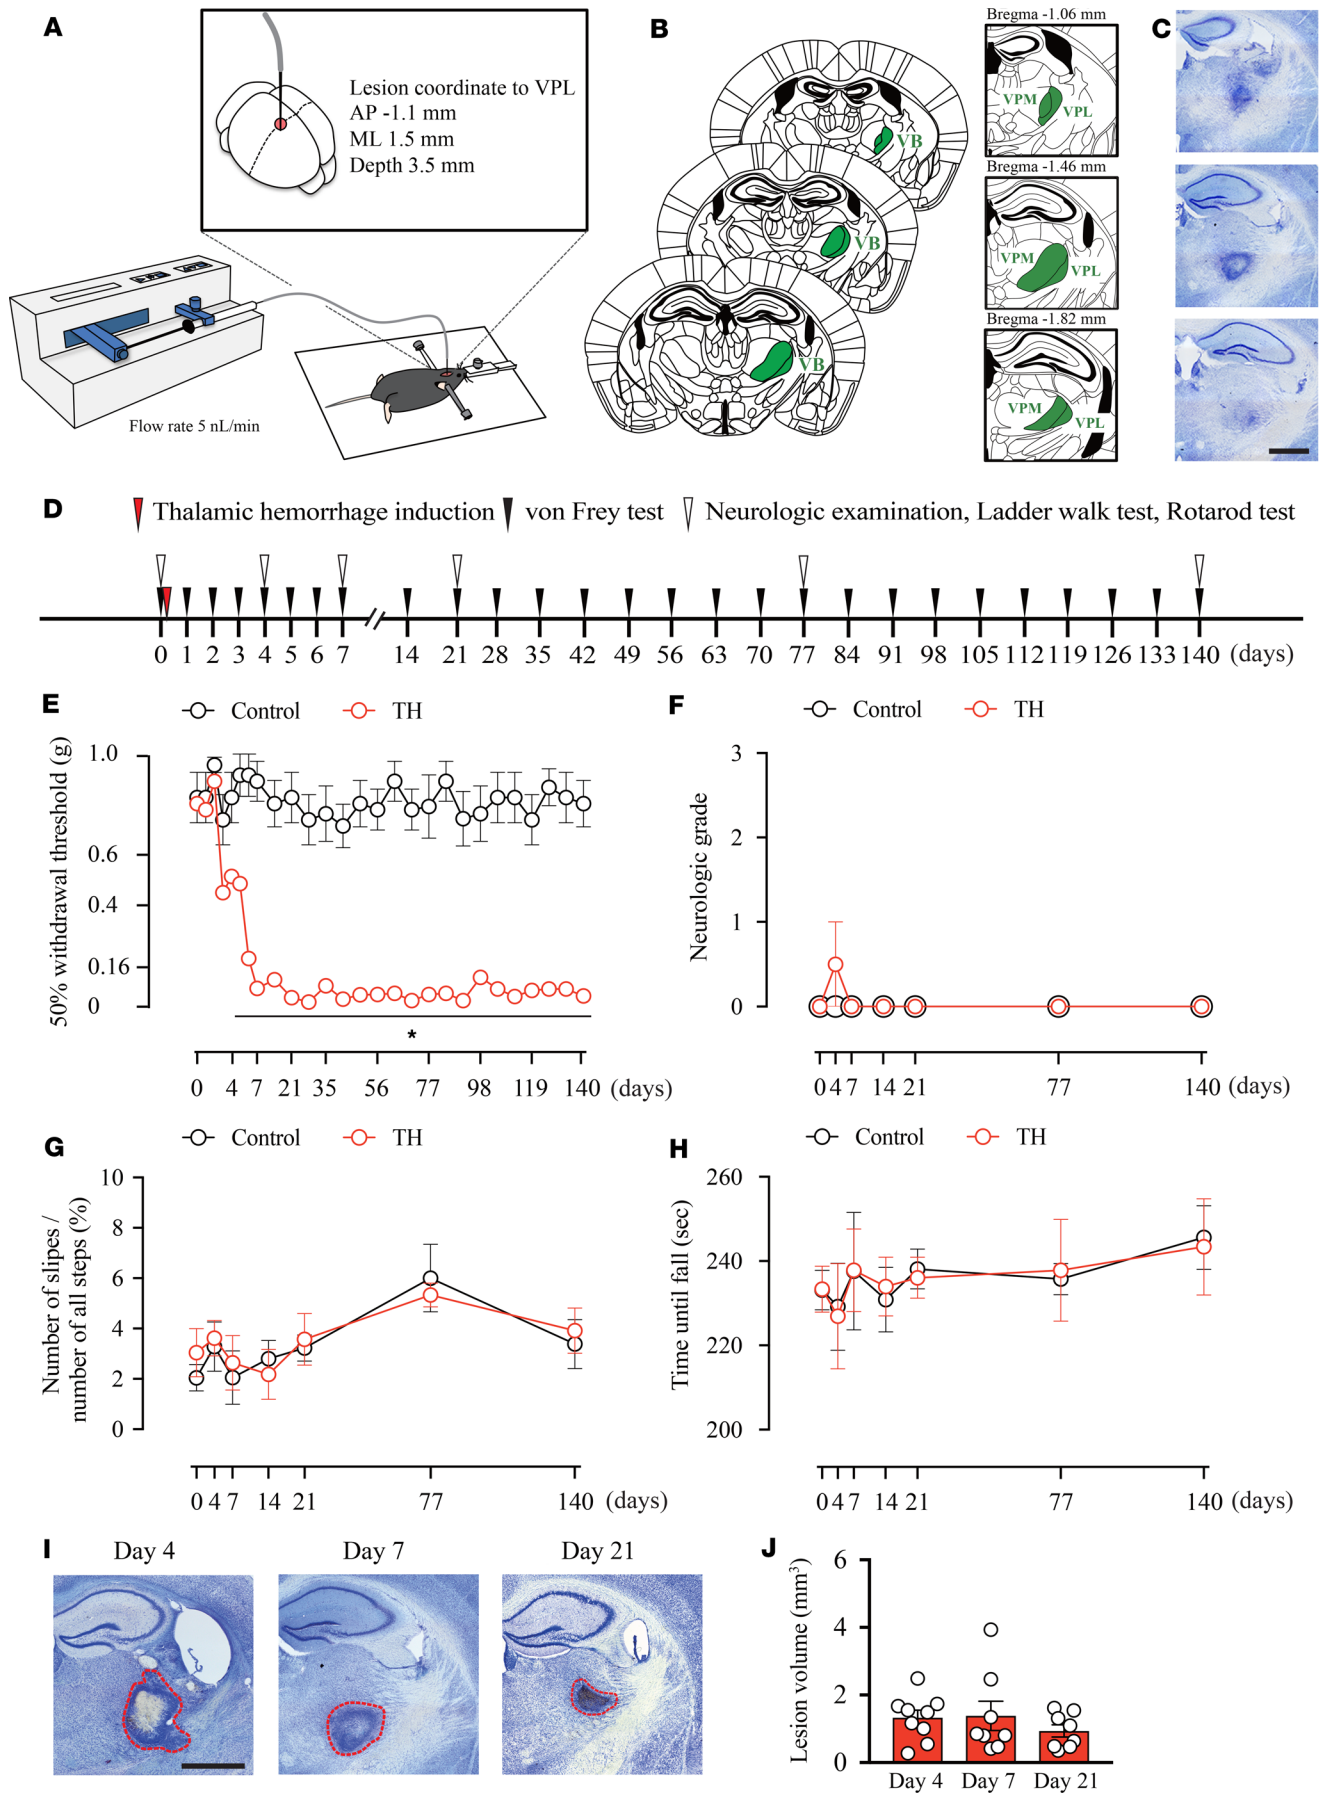 A
Lesion coordinate to VPL
AP -1.1 mm
ML 1.5 mm
Depth 3.5 mm
Flow rate 5 nL/min
B
VB
VB
VB
Bregma -1.06 mm
VPM
VPL
Bregma -1.46 mm
VPM
VPL
Bregma -1.82 mm
VPM
VPL
C
D
Thalamic hemorrhage induction
von Frey test
Neurologic examination, Ladder walk test, Rotarod test
0 1 2 3 4 5 6 7 14 21 28 35 42 49 56 63 70 77 84 91 98 105 112 119 126 133 140 (days)
E
Control
TH
50% withdrawal threshold (g)
1.0
0.6
0.4
0.16
0
*
0 4 7 21 35 56 77 98 119 140 (days)
F
Control
TH
Neurologic grade
3
2
1
0
0 4 7 14 21 77 140 (days)
G
Control
TH
Number of slipes /
number of all steps (%)
10
8
6
4
2
0
0 4 7 14 21 77 140 (days)
H
Control
TH
Time until fall (sec)
260
240
220
200
0 4 7 14 21 77 140 (days)
I
Day 4
Day 7
Day 21
J
Lesion volume (mm³)
6
4
2
0
Day 4 Day 7 Day 21